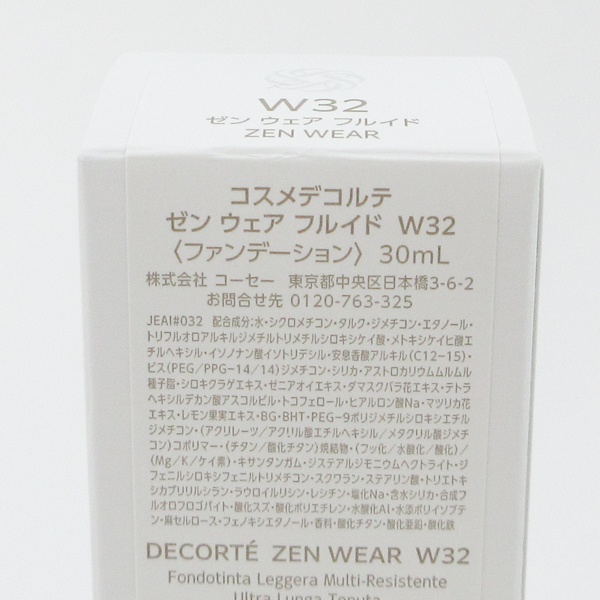 W32
ゼン ウェア フルイド
ZEN WEAR
コスメデコルテ
ゼン ウェア フルイド W32
〈ファンデーション〉 30mL
株式会社 コーセー 東京都中央区日本橋3-6-2
お問合せ先 0120-763-325
JEAI#032 配合成分:水・シクロメチコン・タルク・ジメチコン・エタノール・
トリフルオロアルキルジメチルトリメチルシロキシケイ酸・メトキシケイヒ酸エ
チルヘキシル・イソノナン酸イソトリデシル・安息香酸アルキル(C12~15)・
ビス(PEG/PPG-14/14)ジメチコン・シリカ・アストロカリウムムルムル
種子脂・シロキクラゲエキス・ゼニアオイエキス・ダマスクバラ花エキス・テトラ
ヘキシルデカン酸アスコルビル・トコフェロール・ヒアルロン酸Na・マツリカ花
エキス・レモン果実エキス・BG・BHT・PEG-9ポリジメチルシロキシエチル
ジメチコン・(アクリレーツ/アクリル酸エチルヘキシル/メタクリル酸ジメチ
コン)コポリマー・(チタン/酸化チタン)焼結物・(フッ化/水酸化/酸化)/
(Mg/K/ケイ素)・キサンタンガム・ジステアルジモニウムヘクトライト・ジ
フェニルシロキシフェニルトリメチコン・スクワラン・ステアリン酸・トリエトキ
シカプリリルシラン・ラウロイルリシン・レシチン・塩化Na・含水シリカ・合成フ
ルオロフロゴパイト・酸化スズ・酸化ポリエチレン・水酸化Al・水添ポリイソブテ
ン・麻セルロース・フェノキシエタノール・香料・酸化チタン・酸化亜鉛・酸化鉄
DECORTÉ ZEN WEAR W32
Fondotinta Leggera Multi-Resistente
Ultra Lunga Tenuta